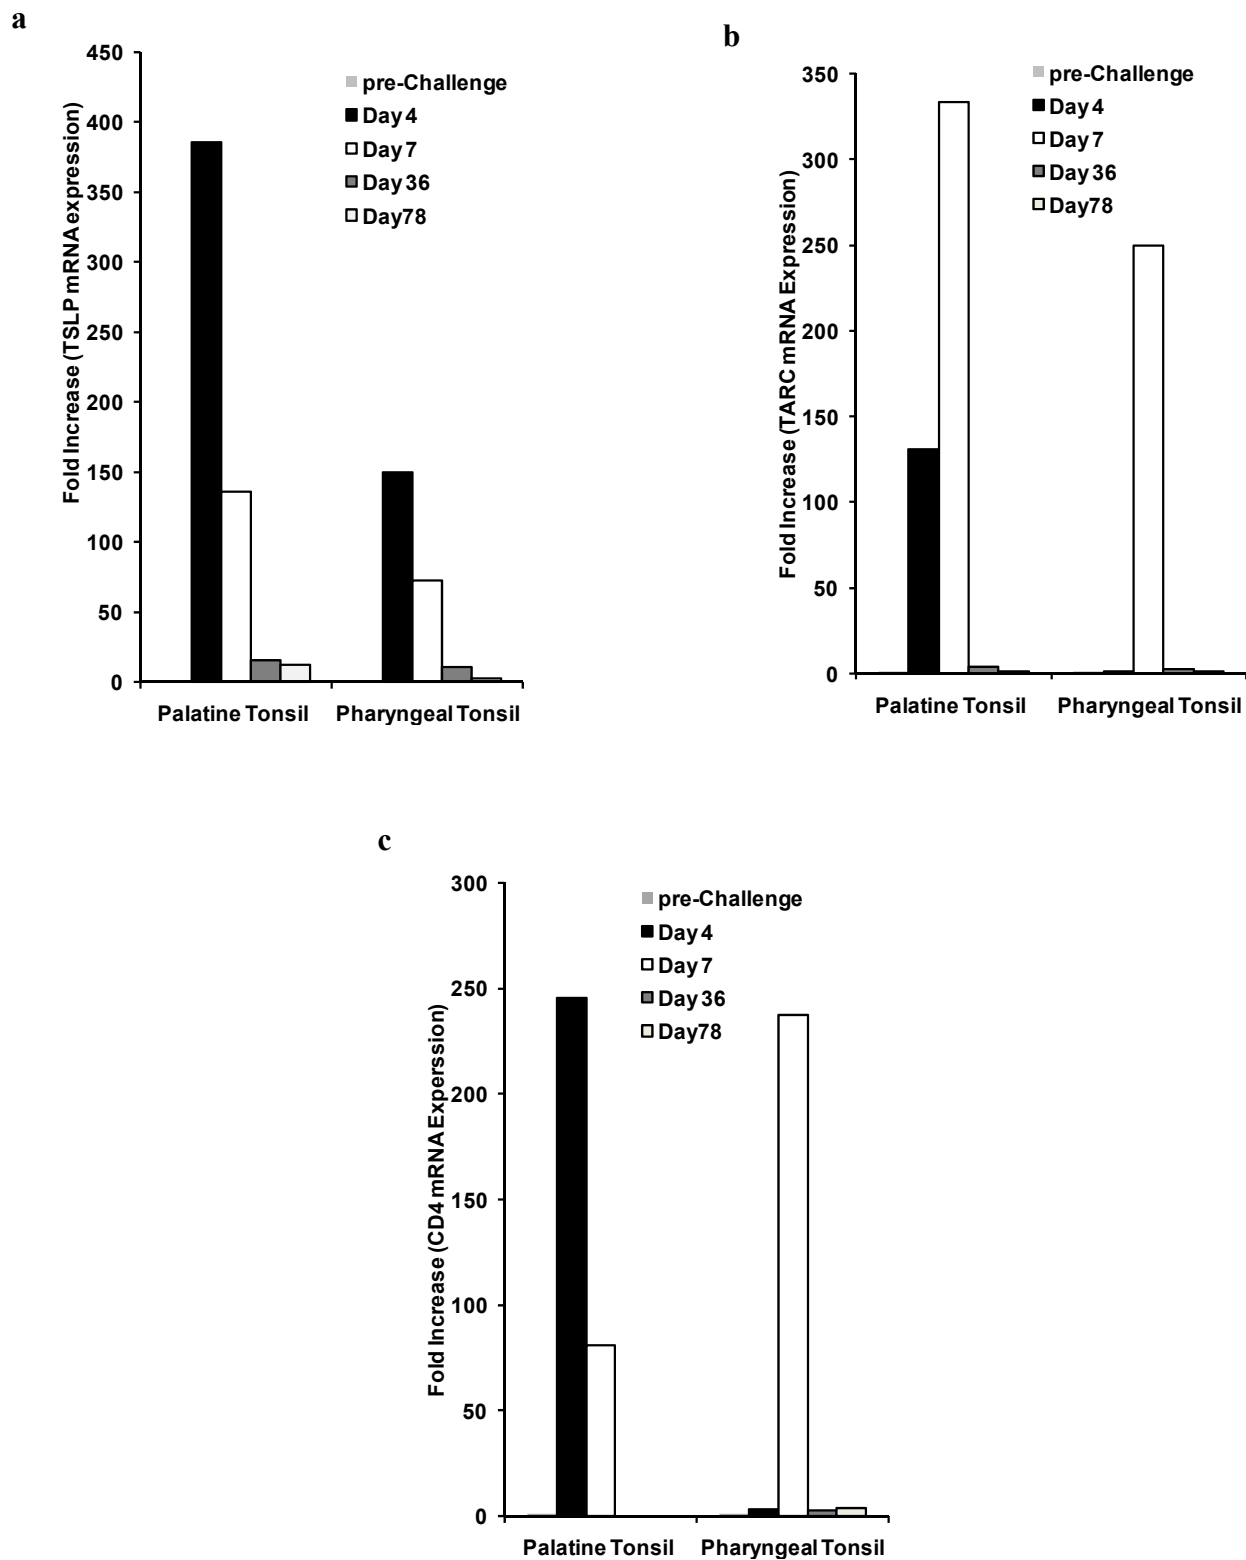 a
Fold Increase (TSLP mRNA expression)
450
400
350
300
250
200
150
100
50
0
pre-Challenge
Day 4
Day 7
Day 36
Day78
Palatine Tonsil
Pharyngeal Tonsil
b
Fold Increase (TARC mRNA Expression)
350
300
250
200
150
100
50
0
pre-Challenge
Day 4
Day 7
Day 36
Day78
Palatine Tonsil
Pharyngeal Tonsil
c
Fold Increase (CD4 mRNA Experssion)
300
250
200
150
100
50
0
pre-Challenge
Day 4
Day 7
Day 36
Day78
Palatine Tonsil
Pharyngeal Tonsil